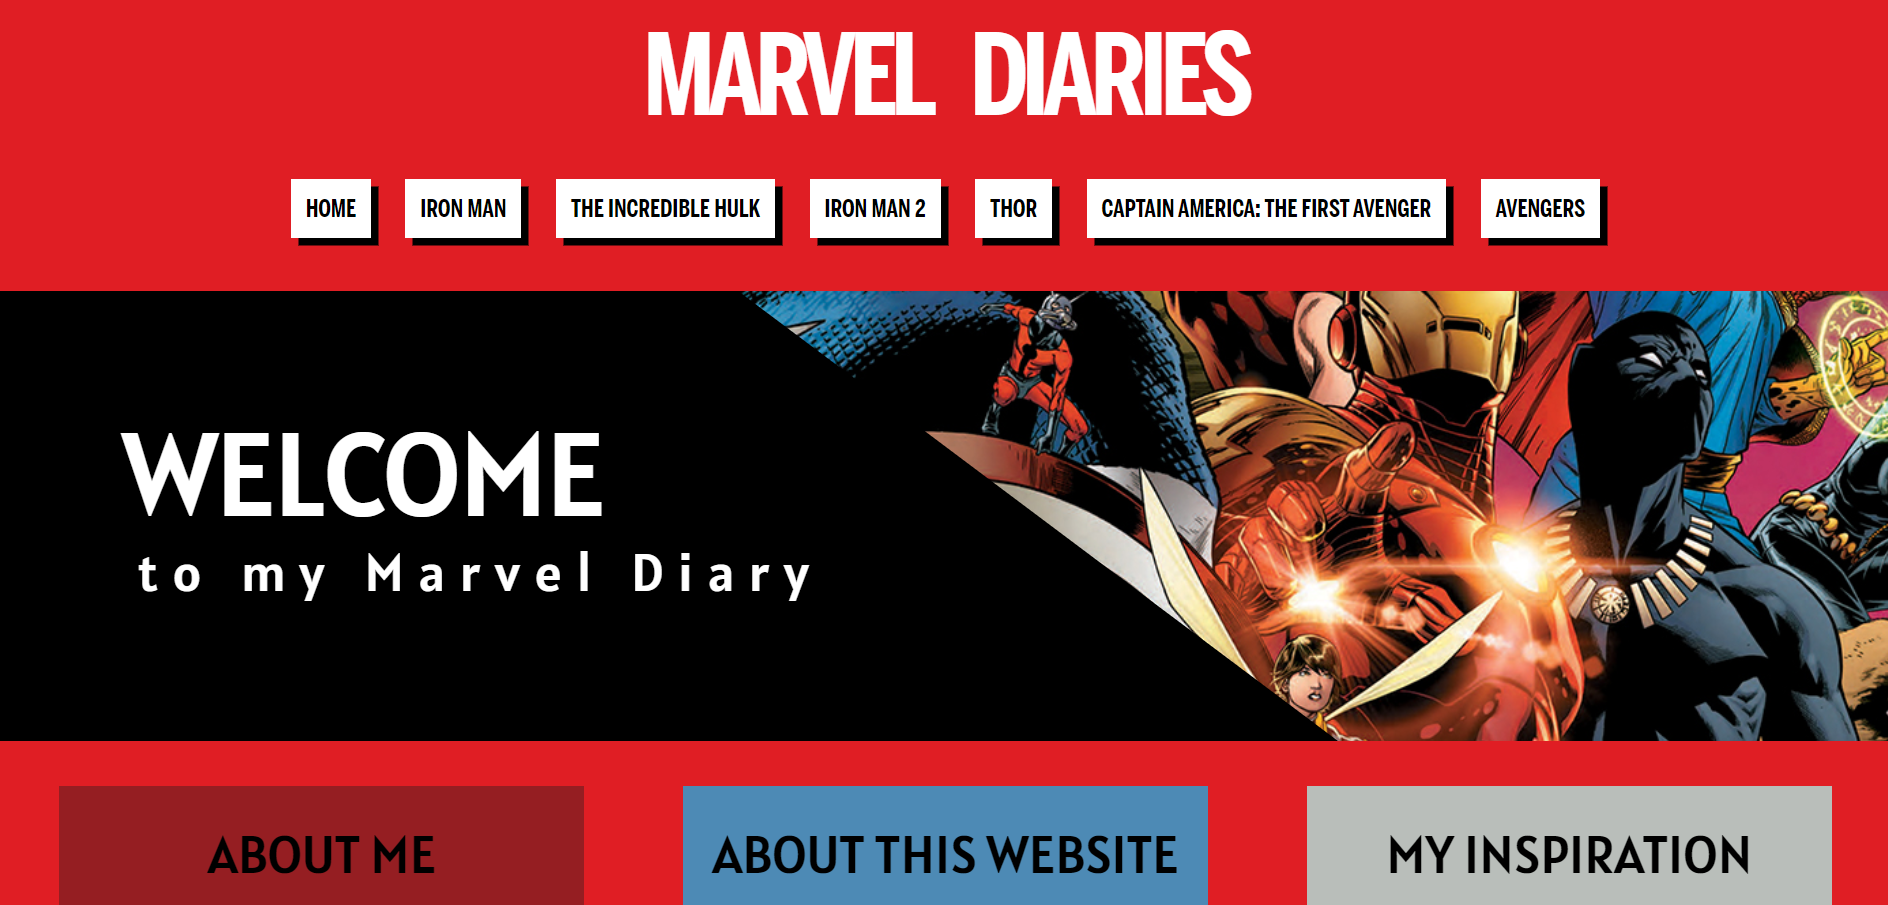 MARVEL DIARIES
HOME IRON MAN THE INCREDIBLE HULK IRON MAN 2 THOR CAPTAIN AMERICA: THE FIRST AVENGER AVENGERS
WELCOME
to my Marvel Diary
ABOUT ME ABOUT THIS WEBSITE MY INSPIRATION